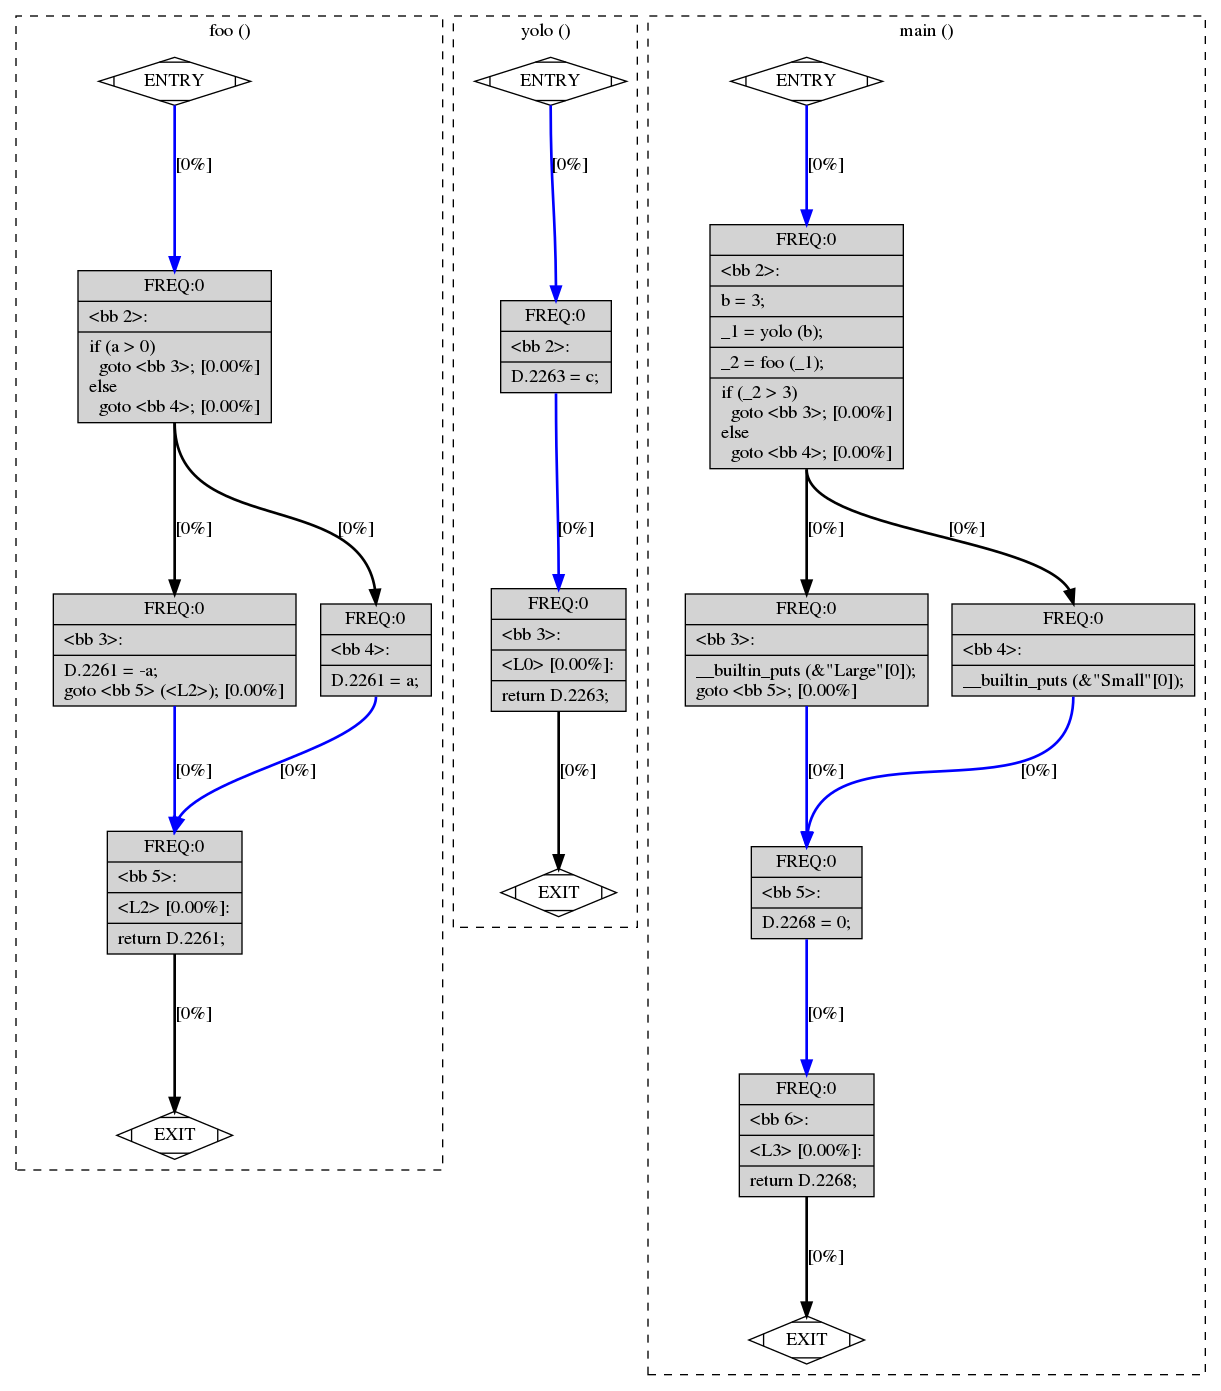 foo ()
ENTRY
[0%]
FREQ:0
<bb 2>:
if (a > 0)
goto <bb 3>; [0.00%]
else
goto <bb 4>; [0.00%]
[0%]
[0%]
FREQ:0
<bb 3>:
D.2261 = -a;
goto <bb 5> (<L2>); [0.00%]
FREQ:0
<bb 4>:
D.2261 = a;
[0%]
[0%]
FREQ:0
<bb 5>:
<L2> [0.00%]:
return D.2261;
[0%]
EXIT
yolo ()
ENTRY
[0%]
FREQ:0
<bb 2>:
D.2263 = c;
[0%]
FREQ:0
<bb 3>:
<L0> [0.00%]:
return D.2263;
[0%]
EXIT
main ()
ENTRY
[0%]
FREQ:0
<bb 2>:
b = 3;
_1 = yolo (b);
_2 = foo (_1);
if (_2 > 3)
goto <bb 3>; [0.00%]
else
goto <bb 4>; [0.00%]
[0%]
[0%]
FREQ:0
<bb 3>:
__builtin_puts (&"Large"[0]);
goto <bb 5>; [0.00%]
FREQ:0
<bb 4>:
__builtin_puts (&"Small"[0]);
[0%]
[0%]
FREQ:0
<bb 5>:
D.2268 = 0;
[0%]
FREQ:0
<bb 6>:
<L3> [0.00%]:
return D.2268;
[0%]
EXIT